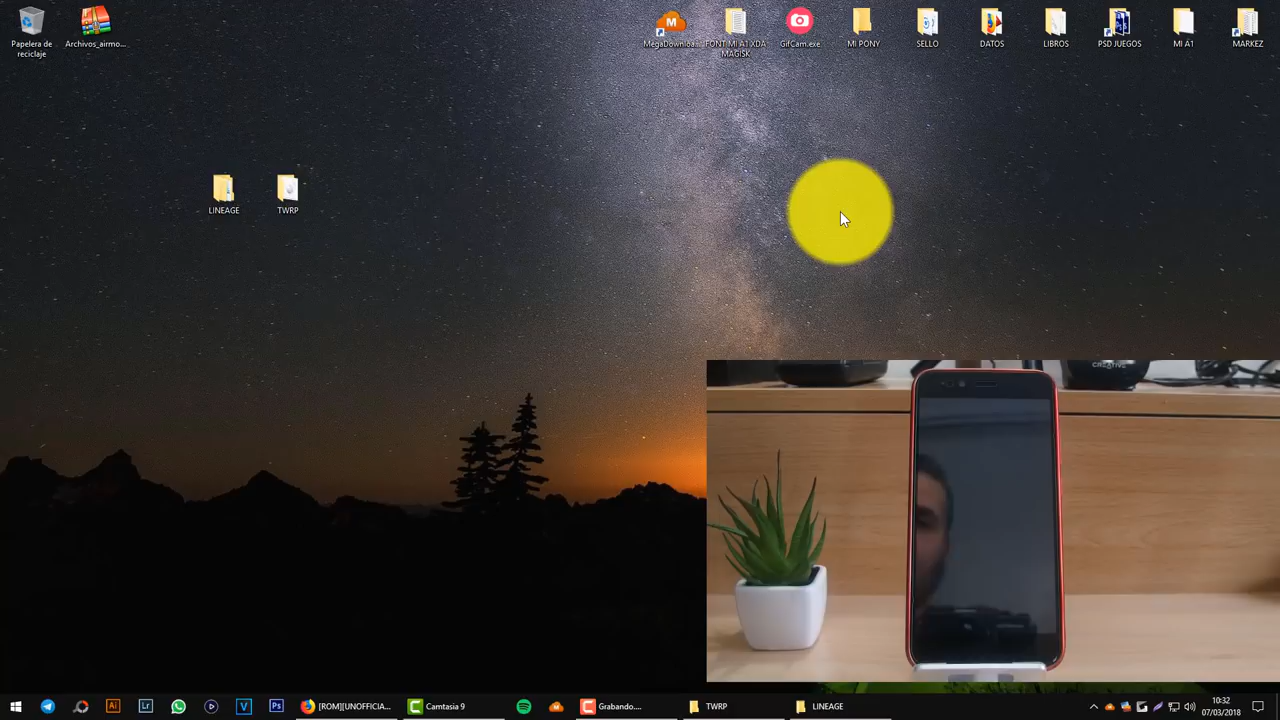 Papelera de
reciclaje
Archivos_airmo...
MegaDownloa...
FONT MI A1 XDA
MAGISK
GifCam.exe
MI PONY
SELLO
DATOS
LIBROS
PSD JUEGOS
MI A1
MARKEZ
LINEAGE
TWRP
CREATIVE
[ROM][UNOFFICIA...
Camtasia 9
Grabando....
TWRP
LINEAGE
10:32
07/03/2018